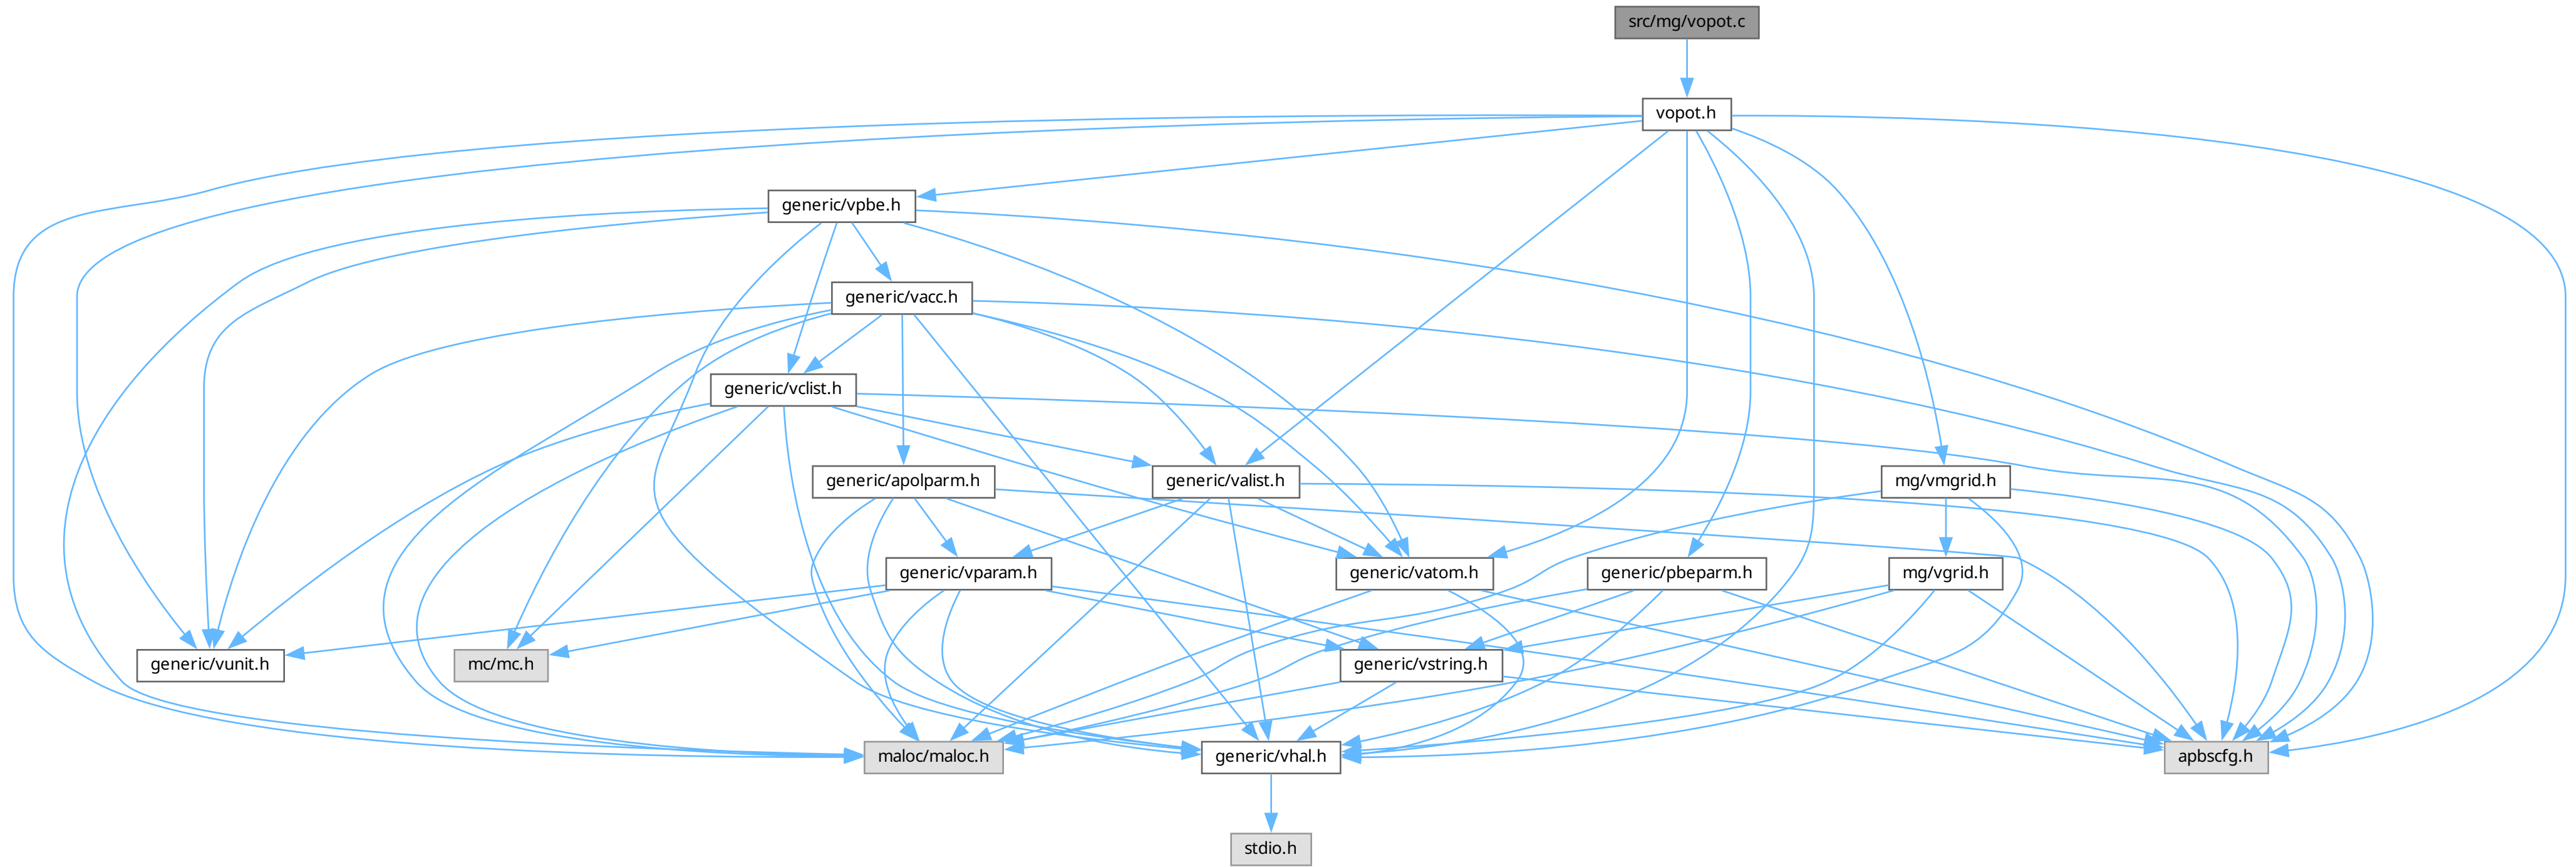 src/mg/vopot.c
vopot.h
generic/vpbe.h
generic/vacc.h
generic/vclist.h
generic/apolparm.h
generic/valist.h
mg/vmgrid.h
generic/vparam.h
generic/vatom.h
generic/pbeparm.h
mg/vgrid.h
generic/vunit.h
mc/mc.h
generic/vstring.h
maloc/maloc.h
generic/vhal.h
apbscfg.h
stdio.h